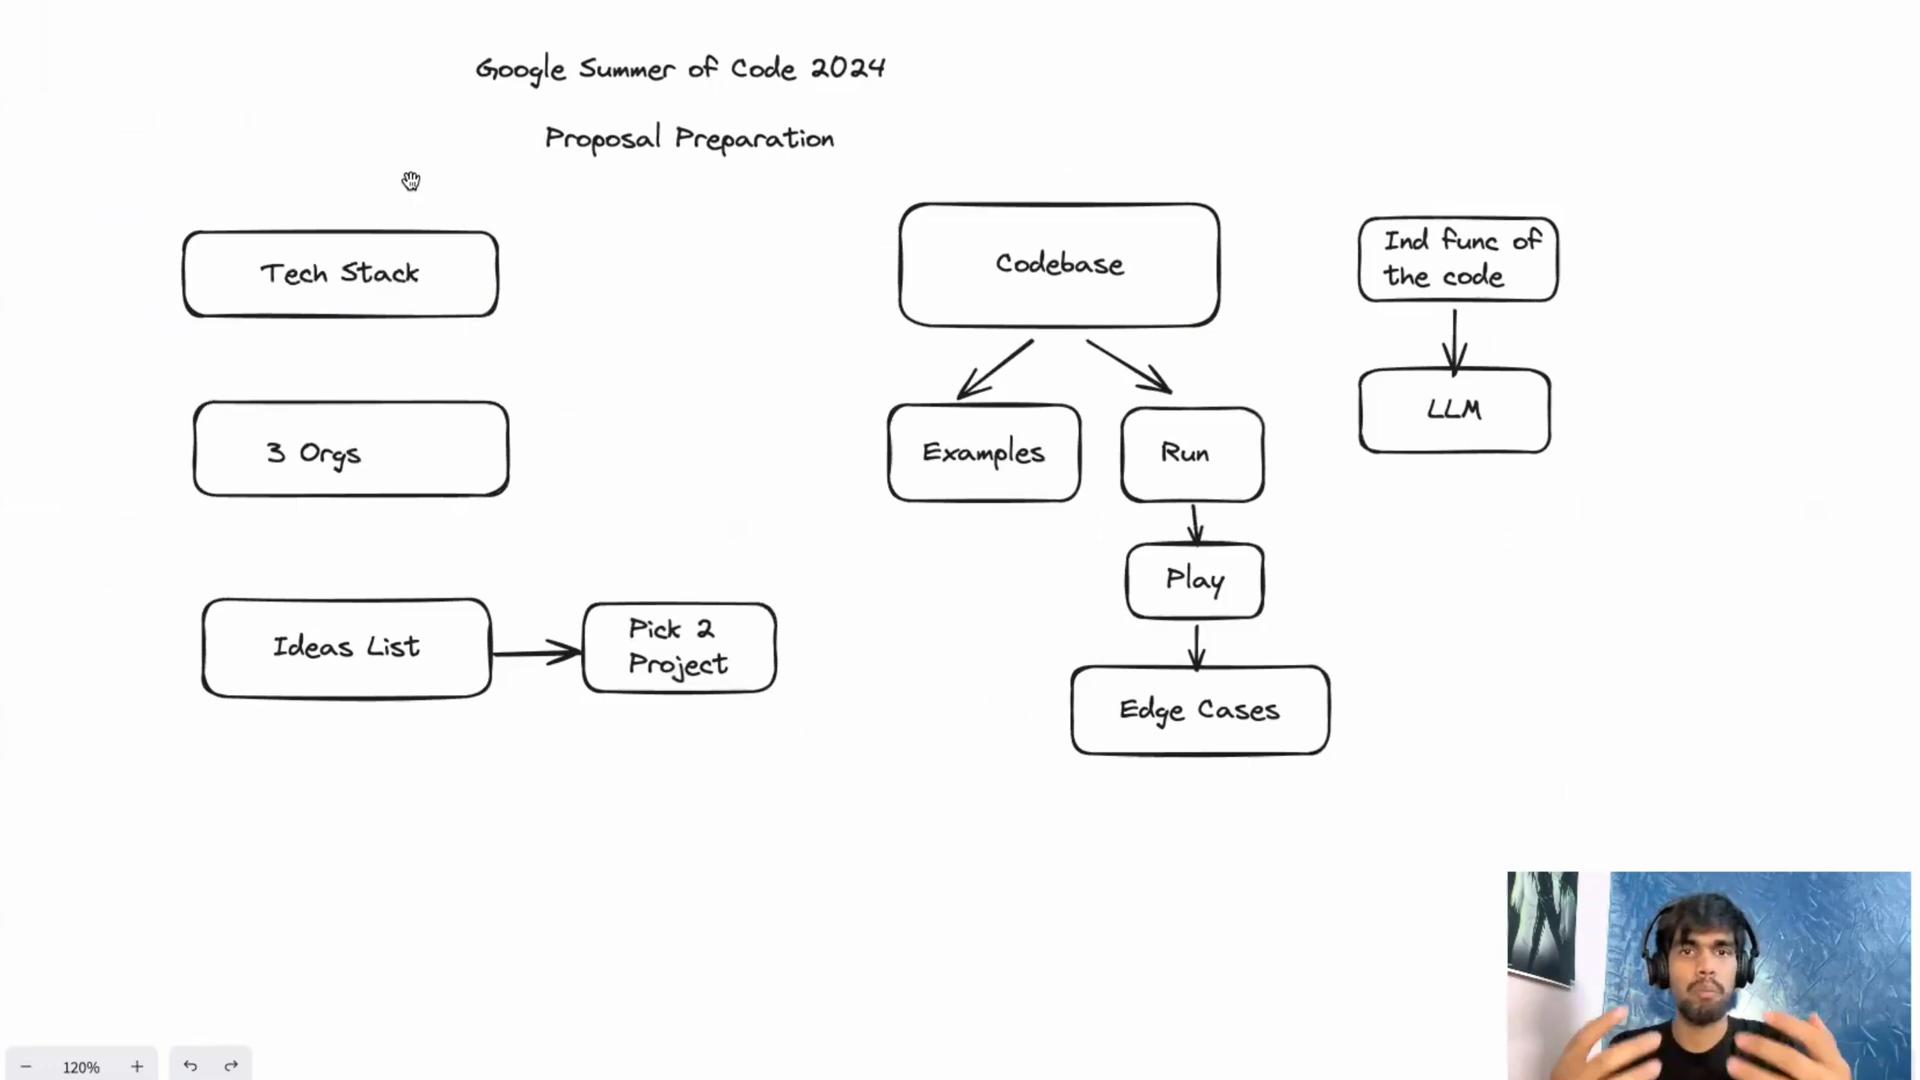 Google Summer of Code 2024
Proposal Preparation
Tech Stack
3 Orgs
Ideas List
Pick 2
Project
Codebase
Examples
Run
Play
Edge Cases
Ind func of
the code
LLM
120%